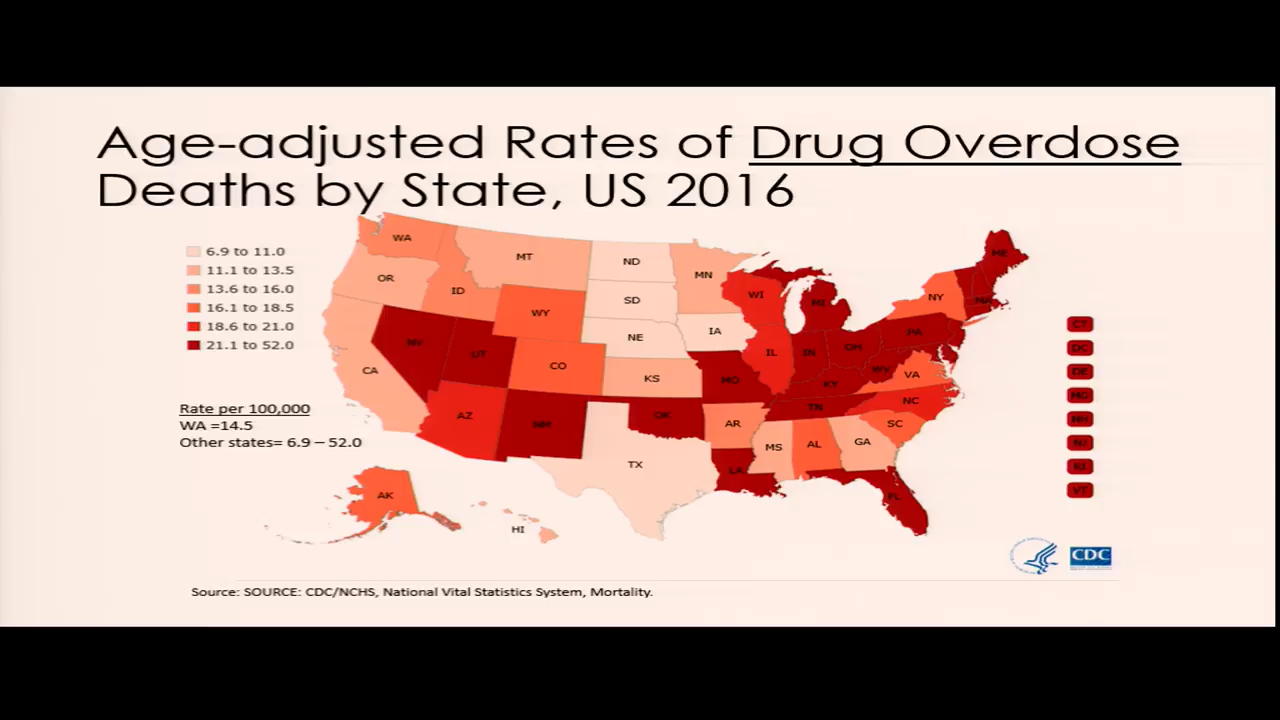 Age-adjusted Rates of Drug Overdose
Deaths by State, US 2016
6.9 to 11.0
11.1 to 13.5
13.6 to 16.0
16.1 to 18.5
18.6 to 21.0
21.1 to 52.0
Rate per 100,000
WA =14.5
Other states= 6.9 – 52.0
WA
MT
ND
MN
ME
OR
ID
SD
WI
MI
NY
MA
WY
CT
NV
UT
NE
IA
PA
CA
CO
KS
MO
IL
IN
OH
WV
VA
DC
DE
KY
MD
AZ
NM
OK
AR
TN
NC
SC
NH
TX
LA
MS
AL
GA
NJ
AK
FL
RI
HI
VT
CDC
Source: SOURCE: CDC/NCHS, National Vital Statistics System, Mortality.